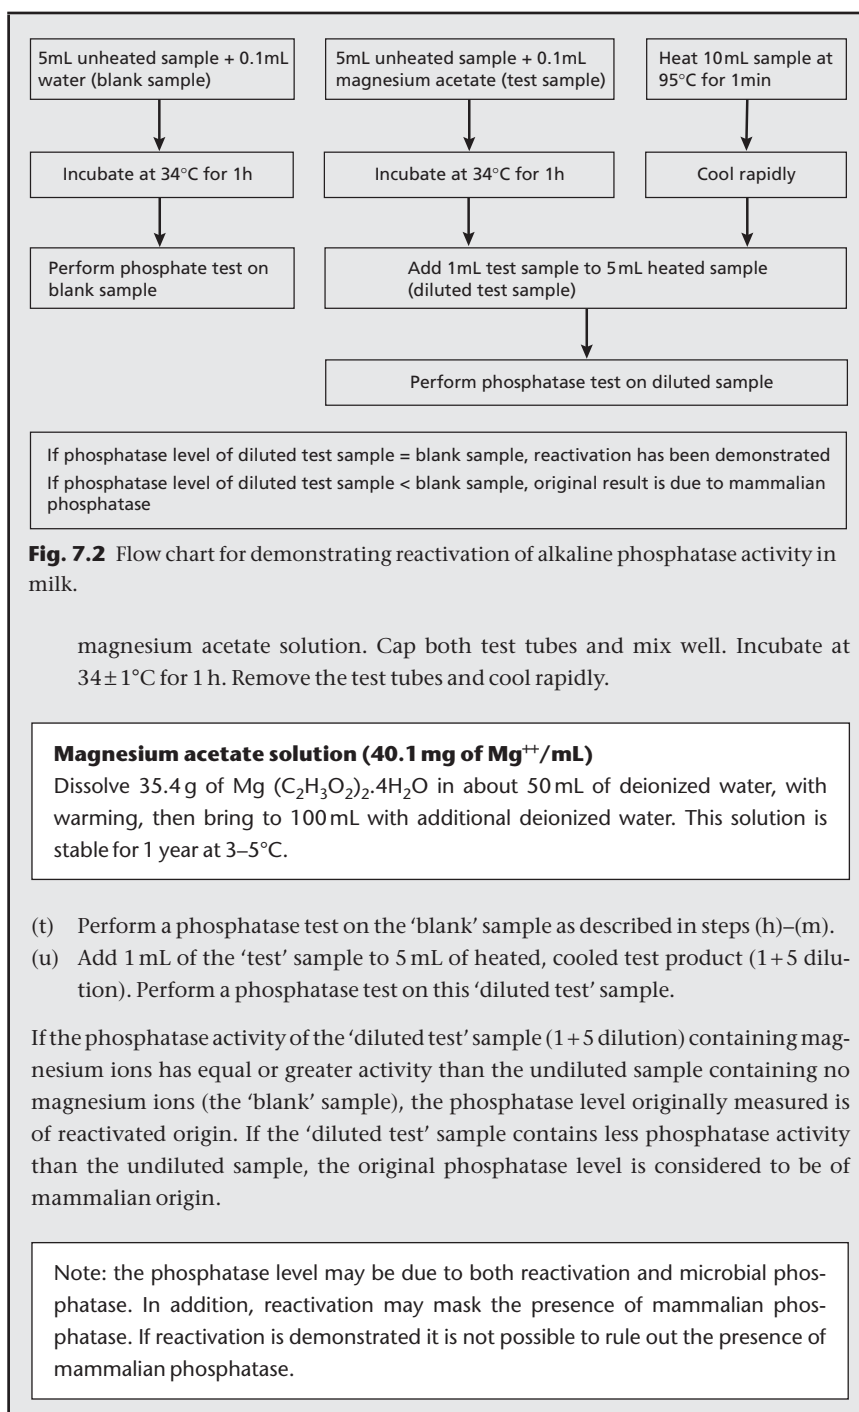 5mL unheated sample + 0.1mL
water (blank sample)
5mL unheated sample + 0.1mL
magnesium acetate (test sample)
Heat 10mL sample at
95°C for 1min
Incubate at 34°C for 1h
Incubate at 34°C for 1h
Cool rapidly
Perform phosphate test on
blank sample
Add 1mL test sample to 5mL heated sample
(diluted test sample)
Perform phosphatase test on diluted sample
If phosphatase level of diluted test sample = blank sample, reactivation has been demonstrated
If phosphatase level of diluted test sample < blank sample, original result is due to mammalian
phosphatase
Fig. 7.2 Flow chart for demonstrating reactivation of alkaline phosphatase activity in
milk.
magnesium acetate solution. Cap both test tubes and mix well. Incubate at
34±1°C for 1 h. Remove the test tubes and cool rapidly.
Magnesium acetate solution (40.1 mg of Mg⁺⁺/mL)
Dissolve 35.4 g of Mg (C₂H₃O₂)₂.4H₂O in about 50 mL of deionized water, with
warming, then bring to 100 mL with additional deionized water. This solution is
stable for 1 year at 3–5°C.
(t) Perform a phosphatase test on the ‘blank’ sample as described in steps (h)–(m).
(u) Add 1 mL of the ‘test’ sample to 5 mL of heated, cooled test product (1+5 dilu-
tion). Perform a phosphatase test on this ‘diluted test’ sample.
If the phosphatase activity of the ‘diluted test’ sample (1+5 dilution) containing mag-
nesium ions has equal or greater activity than the undiluted sample containing no
magnesium ions (the ‘blank’ sample), the phosphatase level originally measured is
of reactivated origin. If the ‘diluted test’ sample contains less phosphatase activity
than the undiluted sample, the original phosphatase level is considered to be of
mammalian origin.
Note: the phosphatase level may be due to both reactivation and microbial phos-
phatase. In addition, reactivation may mask the presence of mammalian phos-
phatase. If reactivation is demonstrated it is not possible to rule out the presence of
mammalian phosphatase.